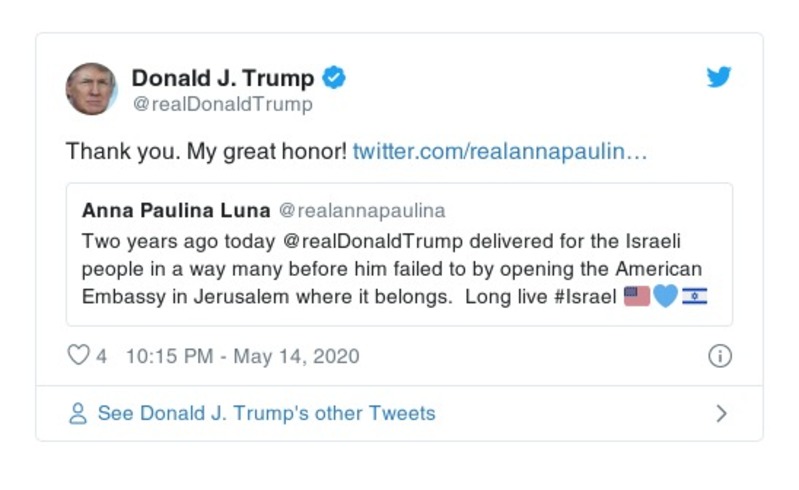 Donald J. Trump
@realDonaldTrump
Thank you. My great honor! twitter.com/realannapaulin…
Anna Paulina Luna @realannapaulina
Two years ago today @realDonaldTrump delivered for the Israeli
people in a way many before him failed to by opening the American
Embassy in Jerusalem where it belongs.  Long live #Israel 🇺🇸💙🇮🇱
4 10:15 PM - May 14, 2020
See Donald J. Trump's other Tweets